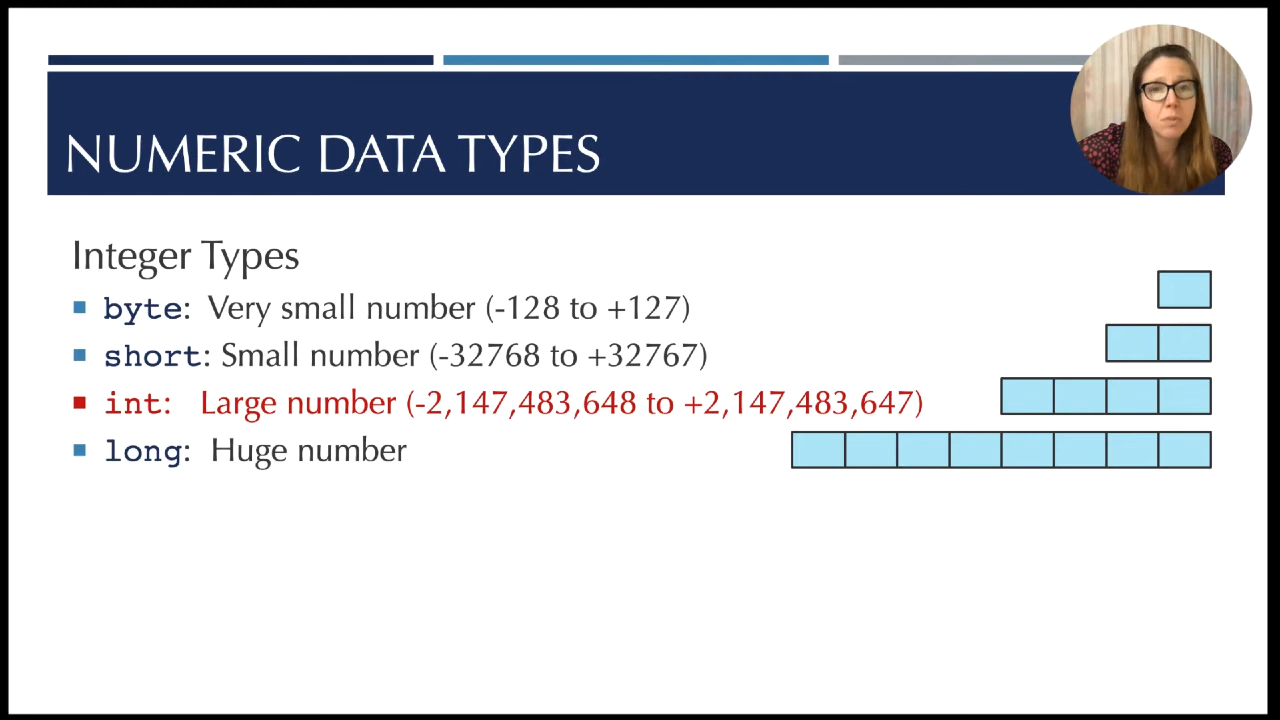 NUMERIC DATA TYPES
Integer Types
byte: Very small number (-128 to +127)
short: Small number (-32768 to +32767)
int: Large number (-2,147,483,648 to +2,147,483,647)
long: Huge number